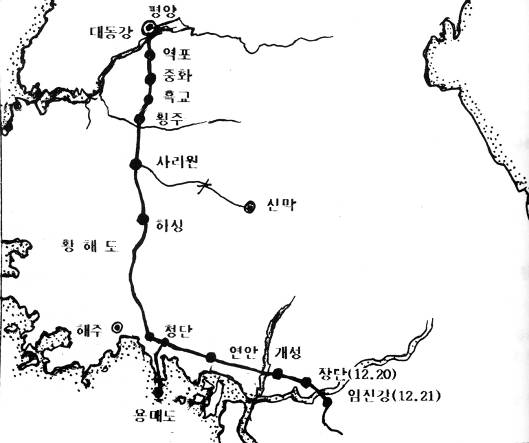 평양
대동강
역포
중화
흑교
황주
사리원
신막
하성
황해도
해주
청단
연안
개성
장단(12.20)
임진강(12.21)
용매도